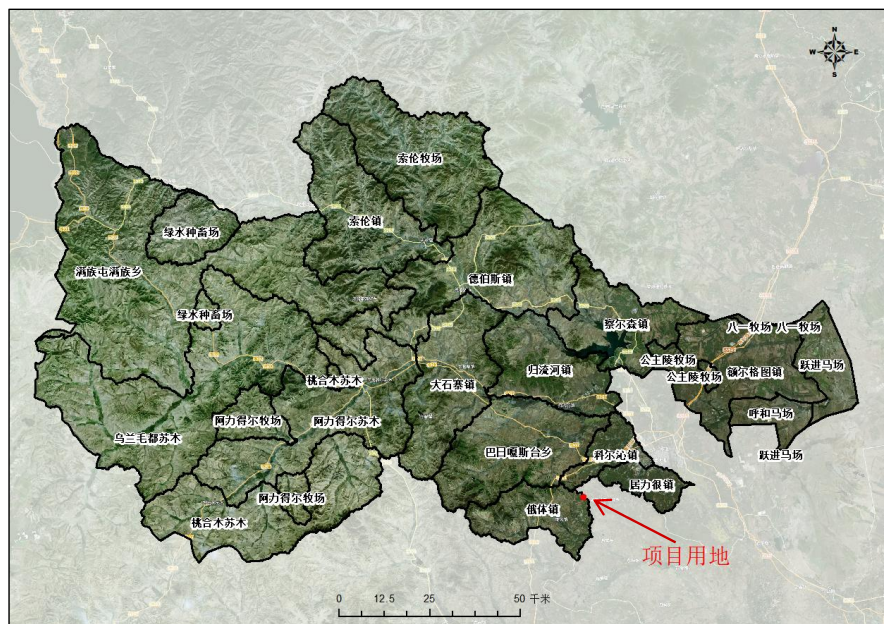 N
W E
S
索伦牧场
索伦镇
绿水种畜场
满族屯满族乡
德伯斯镇
绿水种畜场
察尔森镇
八一牧场 八一牧场
公主陵牧场
跃进马场
桃合木苏木
大石寨镇
归流河镇
公主陵牧场
额尔格图镇
阿力得尔牧场
阿力得尔苏木
呼和马场
乌兰毛都苏木
巴日嘎斯台乡
科尔沁镇
跃进马场
阿力得尔牧场
居力很镇
桃合木苏木
俄体镇
项目用地
0 12.5 25 50 千米